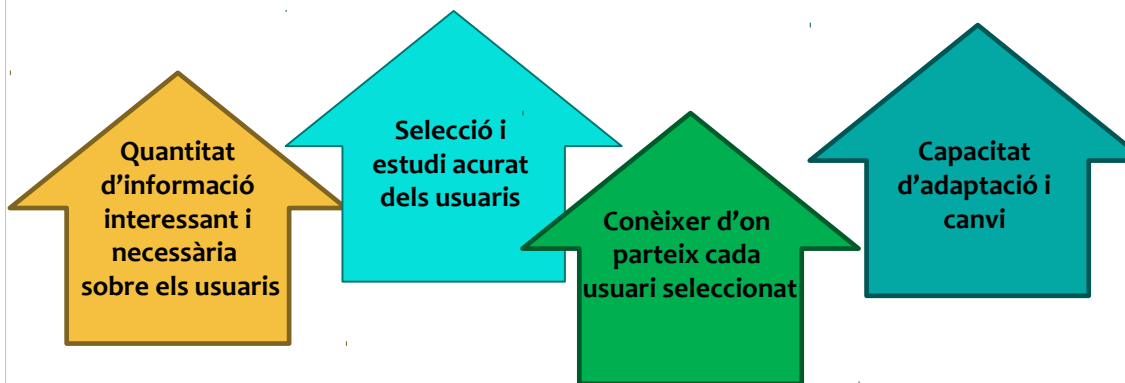 Quantitat
d’informació
interessant i
necessària
sobre els usuaris
Selecció i
estudi acurat
dels usuaris
Conèixer d’on
parteix cada
usuari seleccionat
Capacitat
d’adaptació i
canvi